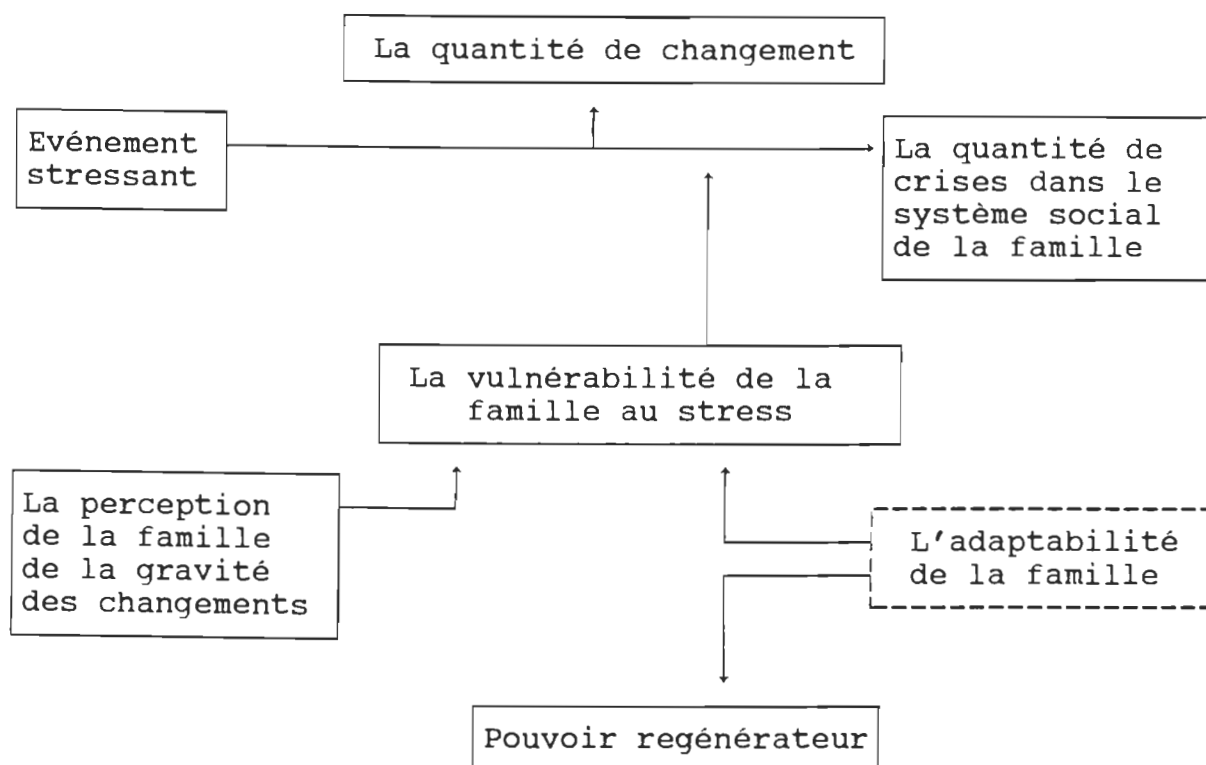 La quantité de changement
Evénement
stressant
La quantité de
crises dans le
système social
de la famille
La vulnérabilité de la
famille au stress
La perception
de la famille
de la gravité
des changements
L'adaptabilité
de la famille
Pouvoir regénérateur